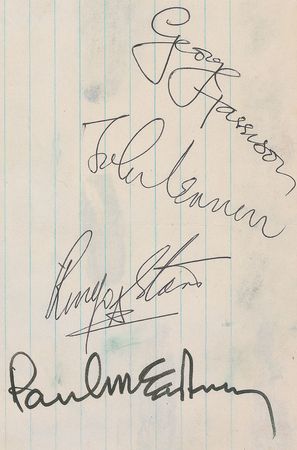 George Harrison
John Lennon
Ringo Starr
Paul McCartney